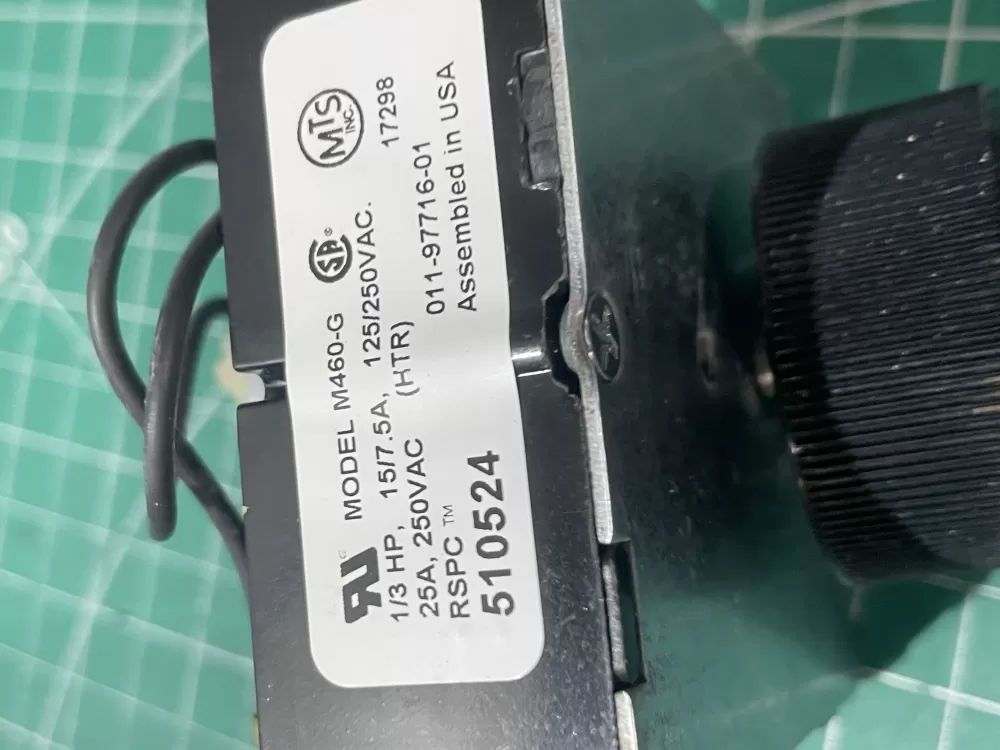 MODEL M460-G SA® MTS INC.
1/3 HP, 15/7.5A, 125/250VAC. 17298
25A, 250VAC (HTR)
RSPC™ 011-97716-01
510524 Assembled in USA